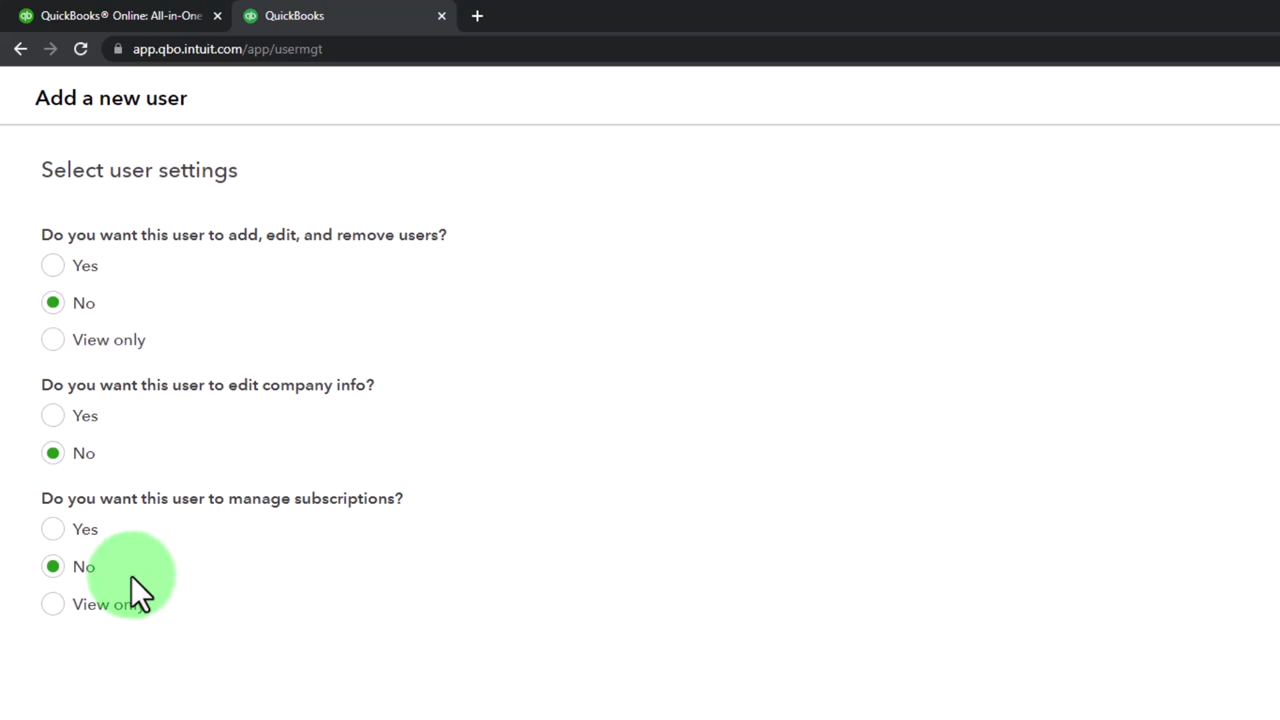 QuickBooks® Online: All-in-One
QuickBooks
app.qbo.intuit.com/app/usermgt
Add a new user
Select user settings
Do you want this user to add, edit, and remove users?
Yes
No
View only
Do you want this user to edit company info?
Yes
No
Do you want this user to manage subscriptions?
Yes
No
View only